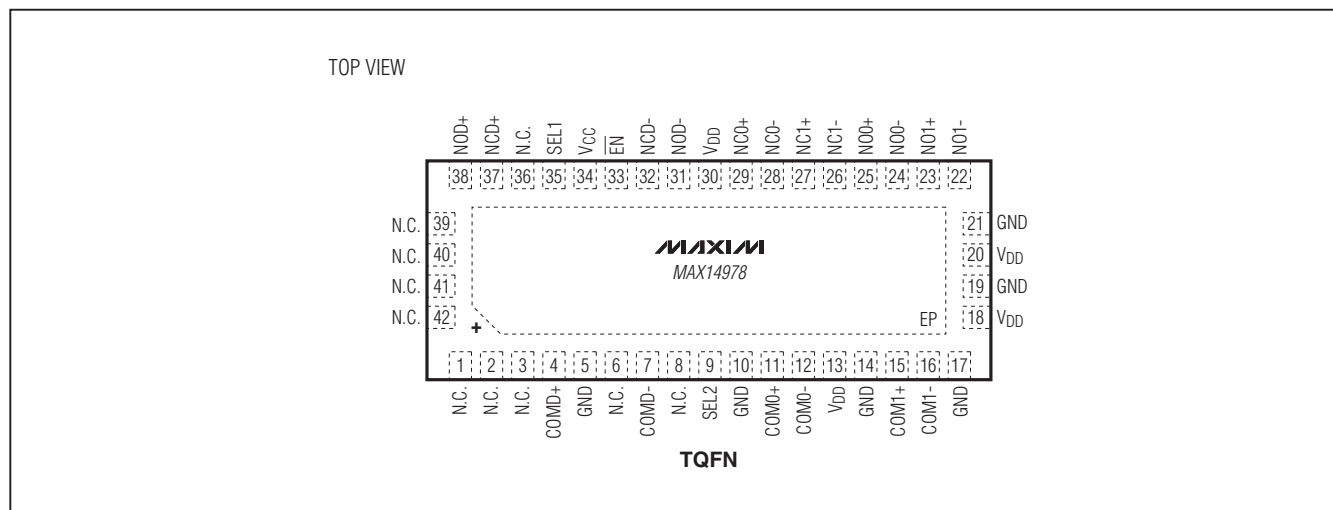 TOP VIEW
NOD+ NCD+ N.C. SEL1 VCC EN NCD- NOD- VDD NC0+ NC0- NC1+ NC1- NO0+ NO0- NO1+ NO1-
38 37 36 35 34 33 32 31 30 29 28 27 26 25 24 23 22
N.C. 39 21 GND
N.C. 40 MAXIM 20 VDD
MAX14978
N.C. 41 19 GND
N.C. 42 + EP 18 VDD
1 2 3 4 5 6 7 8 9 10 11 12 13 14 15 16 17
N.C. N.C. N.C. COMD+ GND N.C. COMD- N.C. SEL2 GND COM0+ COM0- VDD GND COM1+ COM1- GND
TQFN